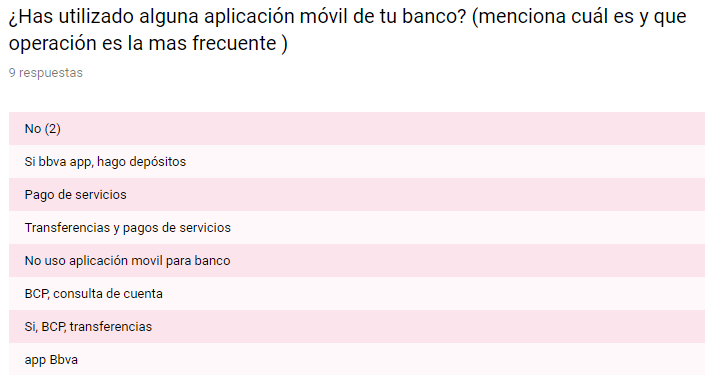 ¿Has utilizado alguna aplicación móvil de tu banco? (menciona cuál es y que
operación es la mas frecuente )
9 respuestas
No (2)
Si bbva app, hago depósitos
Pago de servicios
Transferencias y pagos de servicios
No uso aplicación movil para banco
BCP, consulta de cuenta
Si, BCP, transferencias
app Bbva